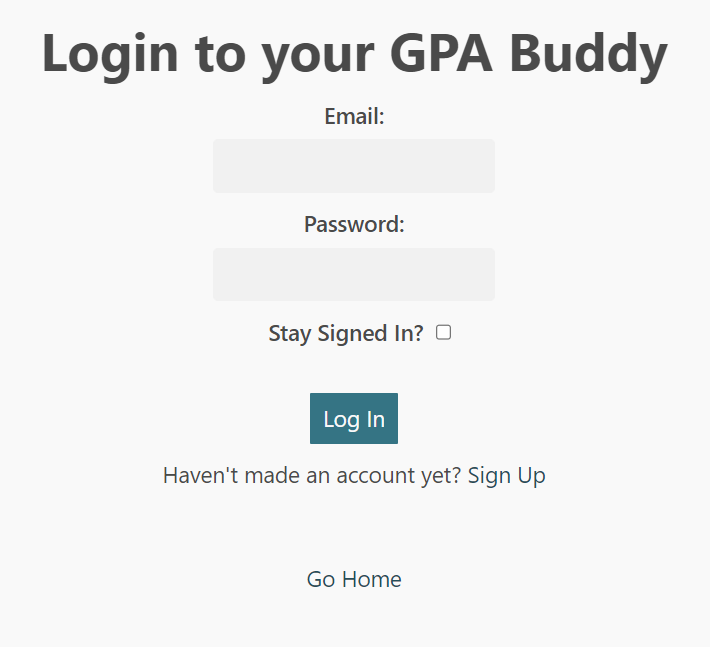 Login to your GPA Buddy
Email:
Password:
Stay Signed In?
Log In
Haven't made an account yet? Sign Up
Go Home